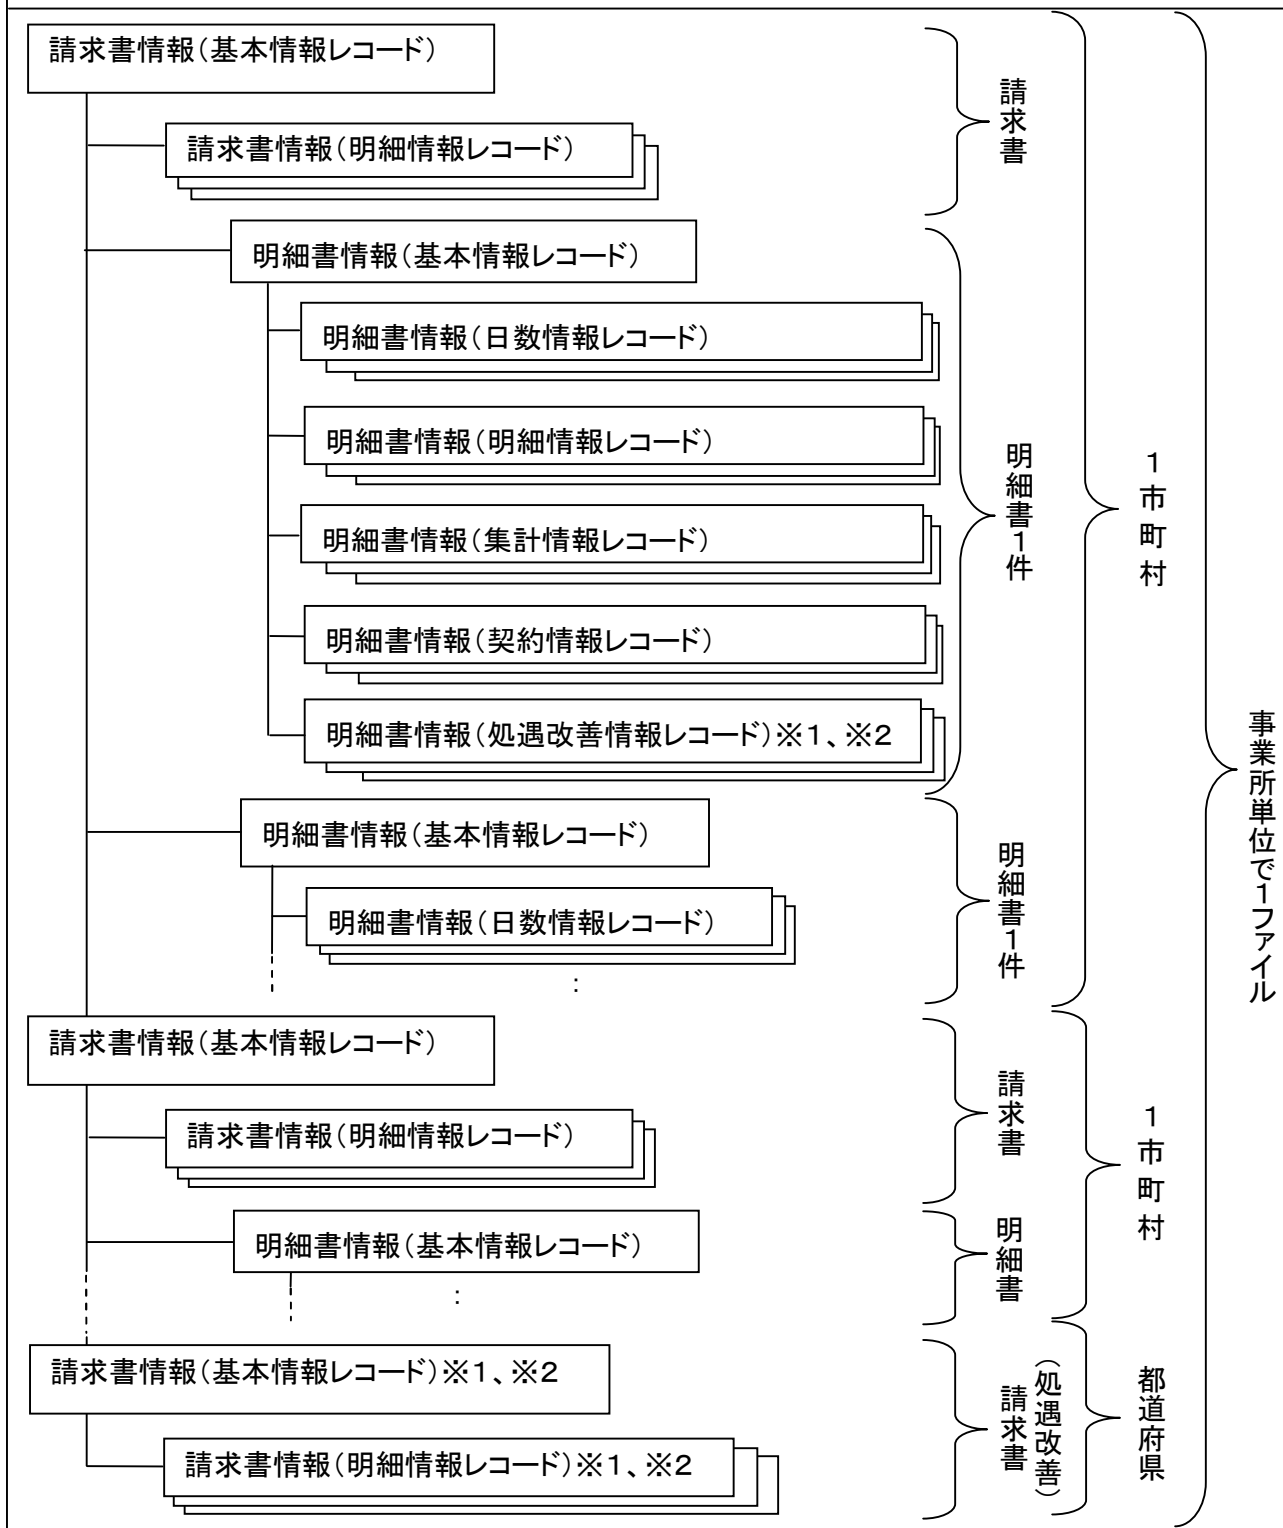 請求書情報（基本情報レコード）
請求書情報（明細情報レコード）
請求書
明細書情報（基本情報レコード）
明細書情報（日数情報レコード）
明細書情報（明細情報レコード）
明細書情報（集計情報レコード）
明細書情報（契約情報レコード）
明細書情報（処遇改善情報レコード）※１、※２
明細書１件
明細書情報（基本情報レコード）
明細書情報（日数情報レコード）
：
明細書１件
１市町村
請求書情報（基本情報レコード）
請求書情報（明細情報レコード）
請求書
明細書情報（基本情報レコード）
：
明細書
１市町村
請求書情報（基本情報レコード）※１、※２
請求書情報（明細情報レコード）※１、※２
（処遇改善）
請求書
都道府県
事業所単位で１ファイル